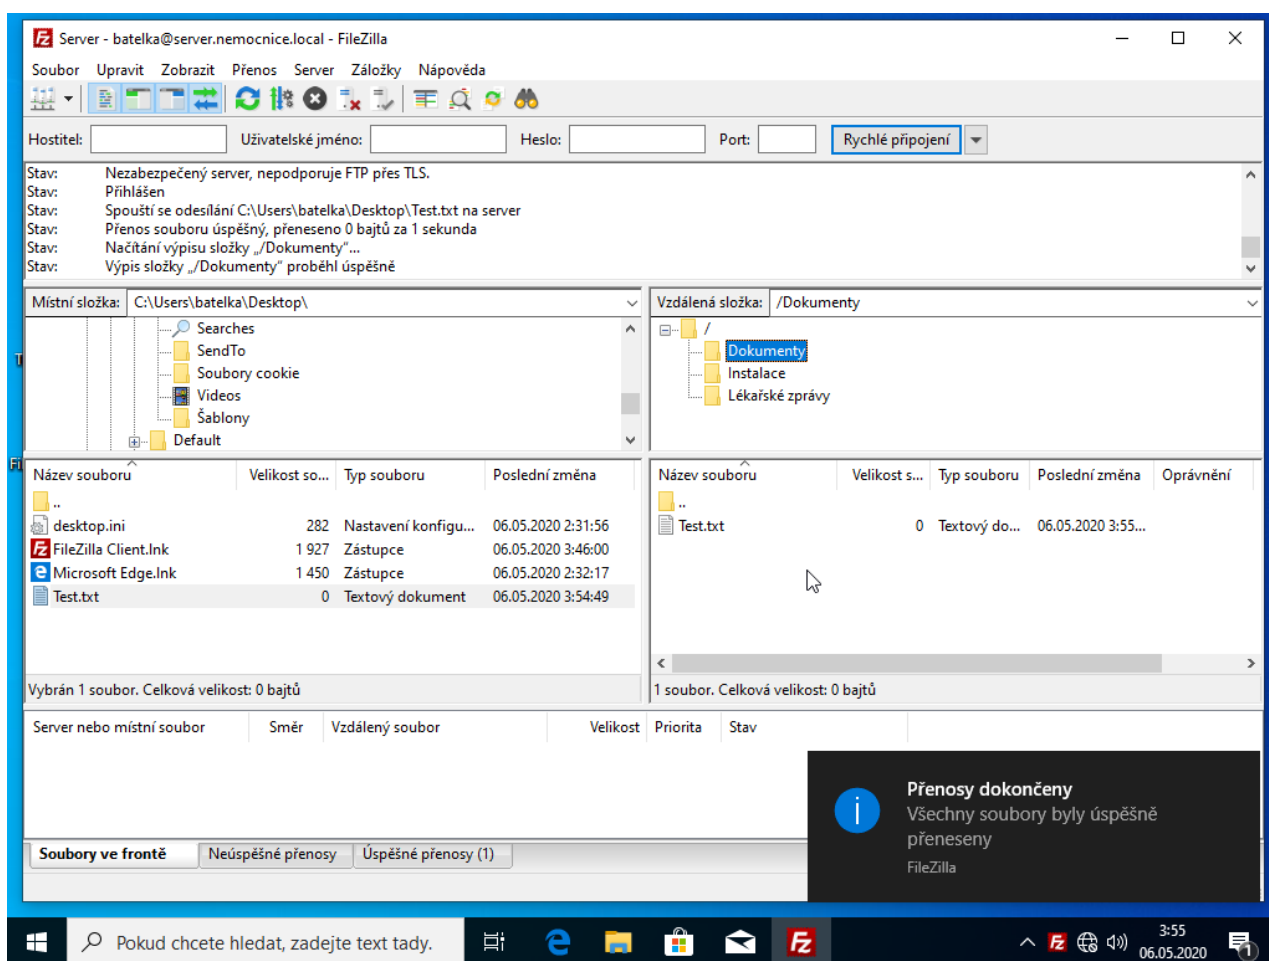 Server - batelka@server.nemocnice.local - FileZilla
Soubor Upravit Zobrazit Přenos Server Záložky Nápověda
Hostitel: Uživatelské jméno: Heslo: Port: Rychlé připojení
Stav: Nezabezpečený server, nepodporuje FTP přes TLS.
Stav: Přihlášen
Stav: Spouští se odesílání C:\Users\batelka\Desktop\Test.txt na server
Stav: Přenos souboru úspěšný, přeneseno 0 bajtů za 1 sekunda
Stav: Načítání výpisu složky „/Dokumenty“...
Stav: Výpis složky „/Dokumenty“ proběhl úspěšně
Místní složka: C:\Users\batelka\Desktop\
Searches
SendTo
Soubory cookie
Videos
Šablony
Default
Vzdálená složka: /Dokumenty
/
Dokumenty
Instalace
Lékařské zprávy
Název souboru Velikost so... Typ souboru Poslední změna
..
desktop.ini 282 Nastavení konfigu... 06.05.2020 2:31:56
FileZilla Client.lnk 1 927 Zástupce 06.05.2020 3:46:00
Microsoft Edge.lnk 1 450 Zástupce 06.05.2020 2:32:17
Test.txt 0 Textový dokument 06.05.2020 3:54:49
Vybrán 1 soubor. Celková velikost: 0 bajtů
Název souboru Velikost s... Typ souboru Poslední změna Oprávnění
..
Test.txt 0 Textový do... 06.05.2020 3:55...
1 soubor. Celková velikost: 0 bajtů
Server nebo místní soubor Směr Vzdálený soubor Velikost Priorita Stav
Přenosy dokončeny
Všechny soubory byly úspěšně
přeneseny
FileZilla
Soubory ve frontě Neúspěšné přenosy Úspěšné přenosy (1)
Pokud chcete hledat, zadejte text tady.
3:55
06.05.2020
1